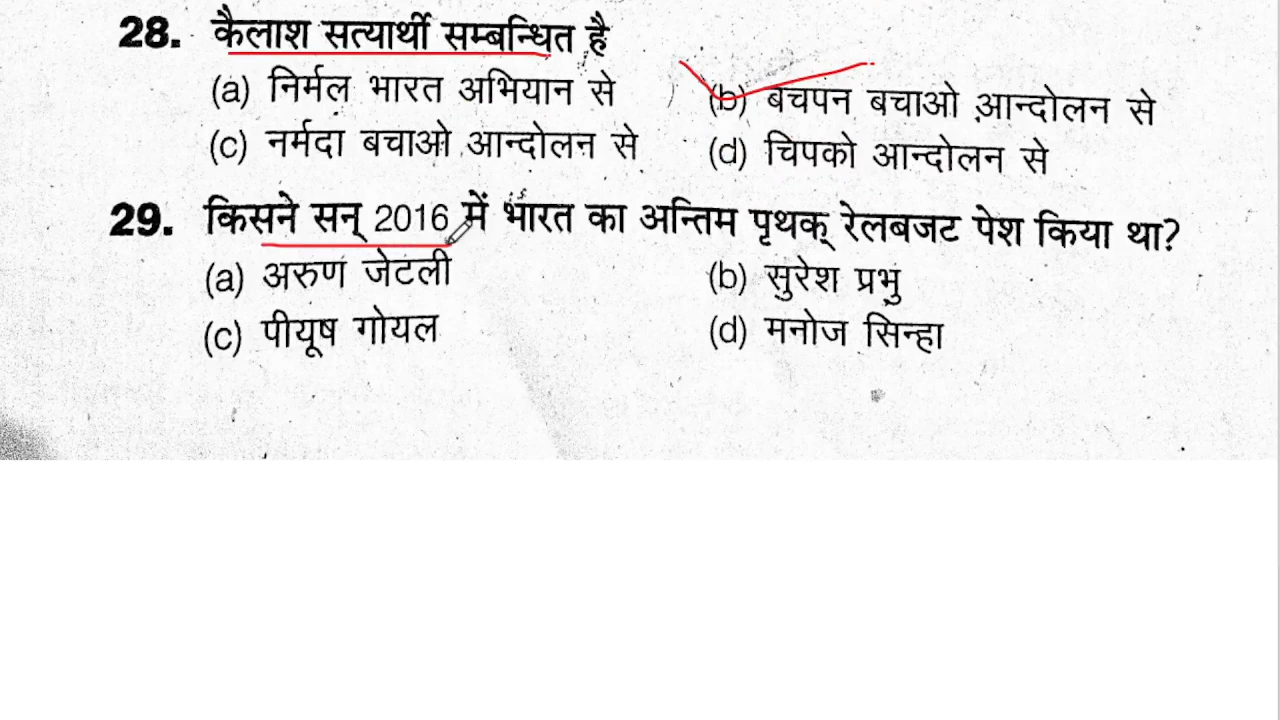 28. कैलाश सत्यार्थी सम्बन्धित है
(a) निर्मल भारत अभियान से (b) बचपन बचाओ आन्दोलन से
(c) नर्मदा बचाओ आन्दोलन से (d) चिपको आन्दोलन से
29. किसने सन् 2016 में भारत का अन्तिम पृथक् रेलबजट पेश किया था?
(a) अरुण जेटली (b) सुरेश प्रभु
(c) पीयूष गोयल (d) मनोज सिन्हा